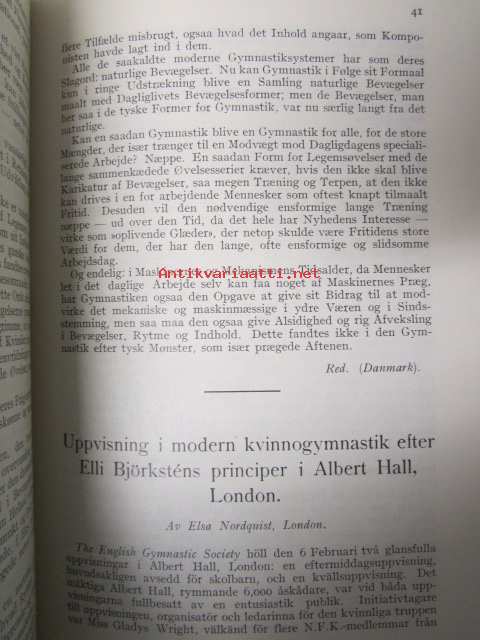 41
flere Tilfælde misbrugt, ogsaa hvad det Inhold angaar, som Kompo-
nisten havde lagt ind i dem.
Alle de saakaldte moderne Gymnastiksystemer har som deres
Slagord: naturlige Bevægelser. Nu kan Gymnastik i Følge sit Formaal
kun i ringe Udstrækning blive en Samling naturlige Bevægelser
maalt med Dagliglivets Bevægelsesformer; men de Bevægelser, man
her saa i de tyske Former for Gymnastik, var nu særlig langt fra det
naturlige.
Kan en saadan Gymnastik blive en Gymnastik for alle, for de store
Mængder, der især trænger til en Modvægt mod Dagligdagens speciali-
serede Arbejde? Næppe. En saadan Form for Legemsøvelser med de
lange sammenkædede Øvelsesserier kræver, hvis den ikke skal blive
Karikatur af Bevægelser, saa megen Træning og Terpen, at den ikke
kan drives i en for arbejdende Mennesker som oftest knapt tilmaalt
Fritid. Desuden vil den nødvendige ensformige lange Træning
næppe — ud over den Tid, da det hele har Nyhedens Interesse —
virke som »oplivende Glæde», der netop skulde være Fritidens store
Værdi for dem, der har den lange, ofte ensformige og slidsomme
Arbejdsdag.
Og endelig: i Maskinernes og Mekanismens Tidsalder, da Mennesker
let i det daglige Arbejde selv kan faa noget af Maskinernes Præg,
har Gymnastiken ogsaa den Opgave at give sit Bidrag til at mod-
virke det mekaniske og maskinmæssige i ydre Væren og i Sinds-
stemning, men saa maa den ogsaa give Alsidighed og rig Afveksling
i Bevægelser, Rytme og Indhold. Dette fandtes ikke i den Gym-
nastik efter tysk Mønster, som især prægede Aftenen.
Red. (Danmark).
Antikvariaatti.net
Uppvisning i modern kvinnogymnastik efter
Elli Björksténs principer i Albert Hall,
London.
Av Elsa Nordquist, London.
The English Gymnastic Society höll den 6 Februari två glansfulla
uppvisningar i Albert Hall, London: en eftermiddagsuppvisning,
huvudsakligen avsedd för skolbarn, och en kvällsuppvisning. Det
mäktiga Albert Hall, rymmande 6,000 åskådare, var vid båda upp-
visningarna fullbesatt av en entusiastik publik. Initiativtagare
till uppvisningen, organisatör och ledarinna för den kvinnliga truppen
var Miss Gladys Wright, välkänd för flere N.F.K.-medlemmar från